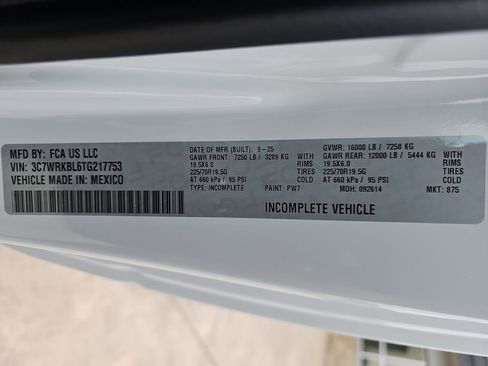 MFD BY: FCA US LLC
VIN: 3C7WRKBL6TG217753
VEHICLE MADE IN: MEXICO
DATE OF MFR (BUILT): 9-25
GVWR: 16000 LB / 7258 KG
GAWR FRONT: 7250 LB / 3289 KG WITH
GAWR REAR: 12000 LB / 5444 KG WITH
19.5X6.0 RIMS
19.5X6.0 RIMS
225/70R19.5G TIRES
225/70R19.5G TIRES
AT 660 kPa / 95 PSI COLD
AT 660 kPa / 95 PSI COLD
TYPE: INCOMPLETE PAINT: PW7 MDH: 092614 MKT: 875
INCOMPLETE VEHICLE